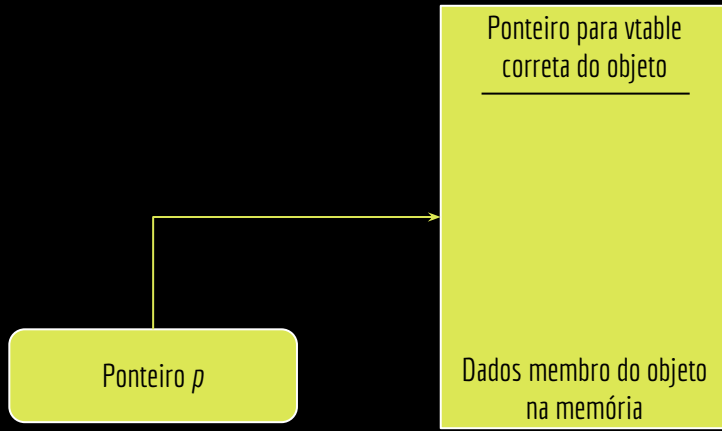 Ponteiro para vtable
correta do objeto
Ponteiro p
Dados membro do objeto
na memória